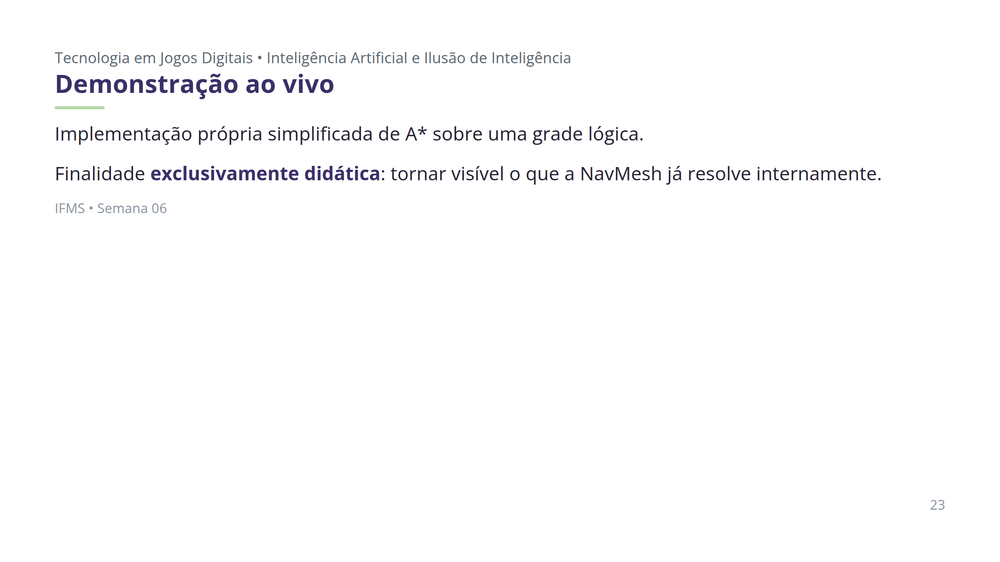 Tecnologia em Jogos Digitais • Inteligência Artificial e Ilusão de Inteligência
Demonstração ao vivo
Implementação própria simplificada de A* sobre uma grade lógica.
Finalidade exclusivamente didática: tornar visível o que a NavMesh já resolve internamente.
IFMS • Semana 06
23